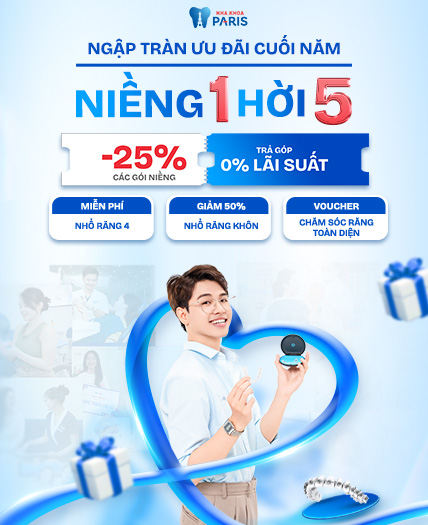 NHA KHOA
PARIS
NGẬP TRÀN ƯU ĐÃI CUỐI NĂM
NIỀNG 1 HỜI 5
-25%
CÁC GÓI NIỀNG
TRẢ GÓP
0% LÃI SUẤT
MIỄN PHÍ
NHỔ RĂNG 4
GIẢM 50%
NHỔ RĂNG KHÔN
VOUCHER
CHĂM SÓC RĂNG
TOÀN DIỆN